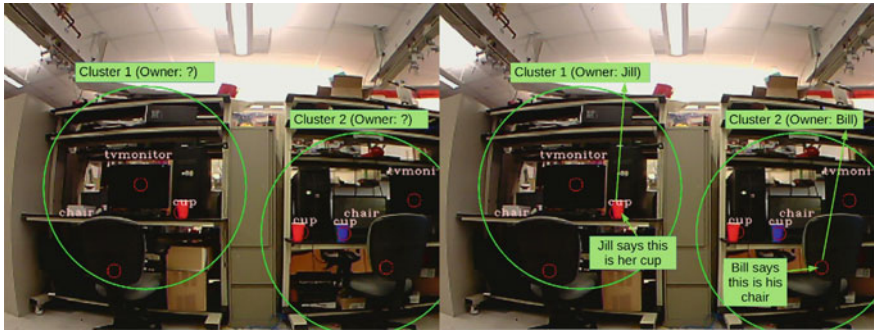 Cluster 1 (Owner: ?)
Cluster 2 (Owner: ?)
tvmonitor
tvmoni
chair
cup
chair
cup
cup
Cluster 1 (Owner: Jill)
Cluster 2 (Owner: Bill)
tvmonitor
tvmoni
chair
cup
chair
cup
cup
Jill says this
is her cup
Bill says
this is his
chair